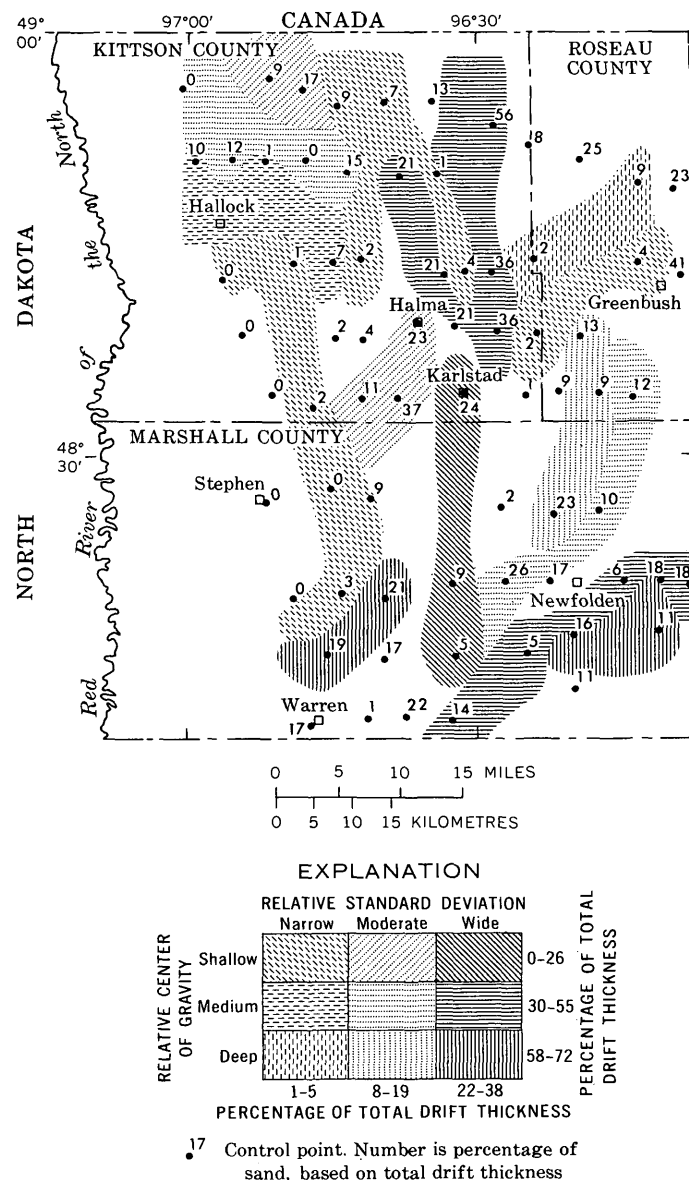 49° 00′
97°00′
CANADA
96°30′
KITTSON COUNTY
ROSEAU COUNTY
0 9 17 9 7 13 56
8 25
10 12 1 0 15 21 1
9 23
Hallock
0 1 7 2 21 4 36 2 4 41
Halma
Greenbush
0 2 4 23 21 36 2 13
Karlstad
0 2 11 37 24 1 9 9 12
MARSHALL COUNTY
48° 30′
Stephen
0 0 9 2 23 10
0 3 21 9 26 17 6 18 18
Newfolden
19 17 5 5 16 11
11
Warren
17 1 22 14
NORTH DAKOTA
Red River of the North
0 5 10 15 MILES
0 5 10 15 KILOMETRES
EXPLANATION
RELATIVE STANDARD DEVIATION
Narrow Moderate Wide
RELATIVE CENTER OF GRAVITY
Shallow 0–26
Medium 30–55
Deep 58–72
PERCENTAGE OF TOTAL DRIFT THICKNESS
1–5 8–19 22–38
PERCENTAGE OF TOTAL DRIFT THICKNESS
17 Control point. Number is percentage of
sand, based on total drift thickness